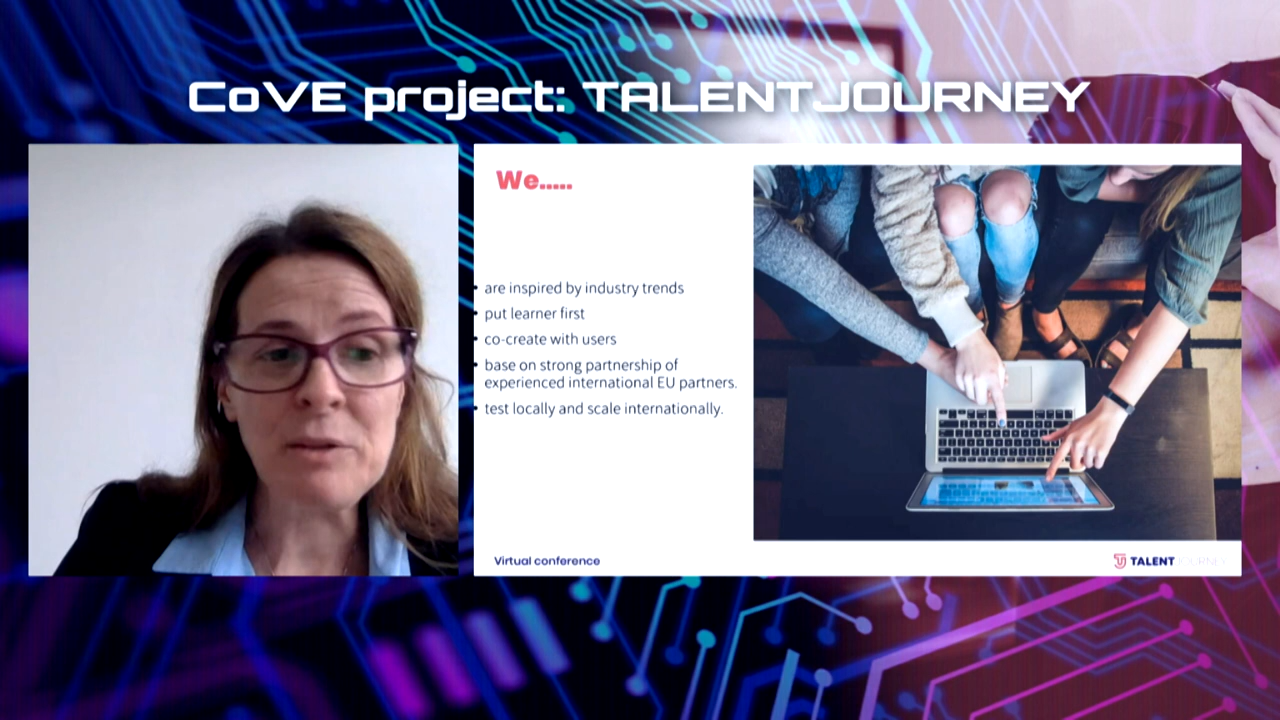 CoVE project: TALENTJOURNEY
We.....
• are inspired by industry trends
• put learner first
• co-create with users
• base on strong partnership of
experienced international EU partners.
• test locally and scale internationally.
Virtual conference
TALENTJOURNEY